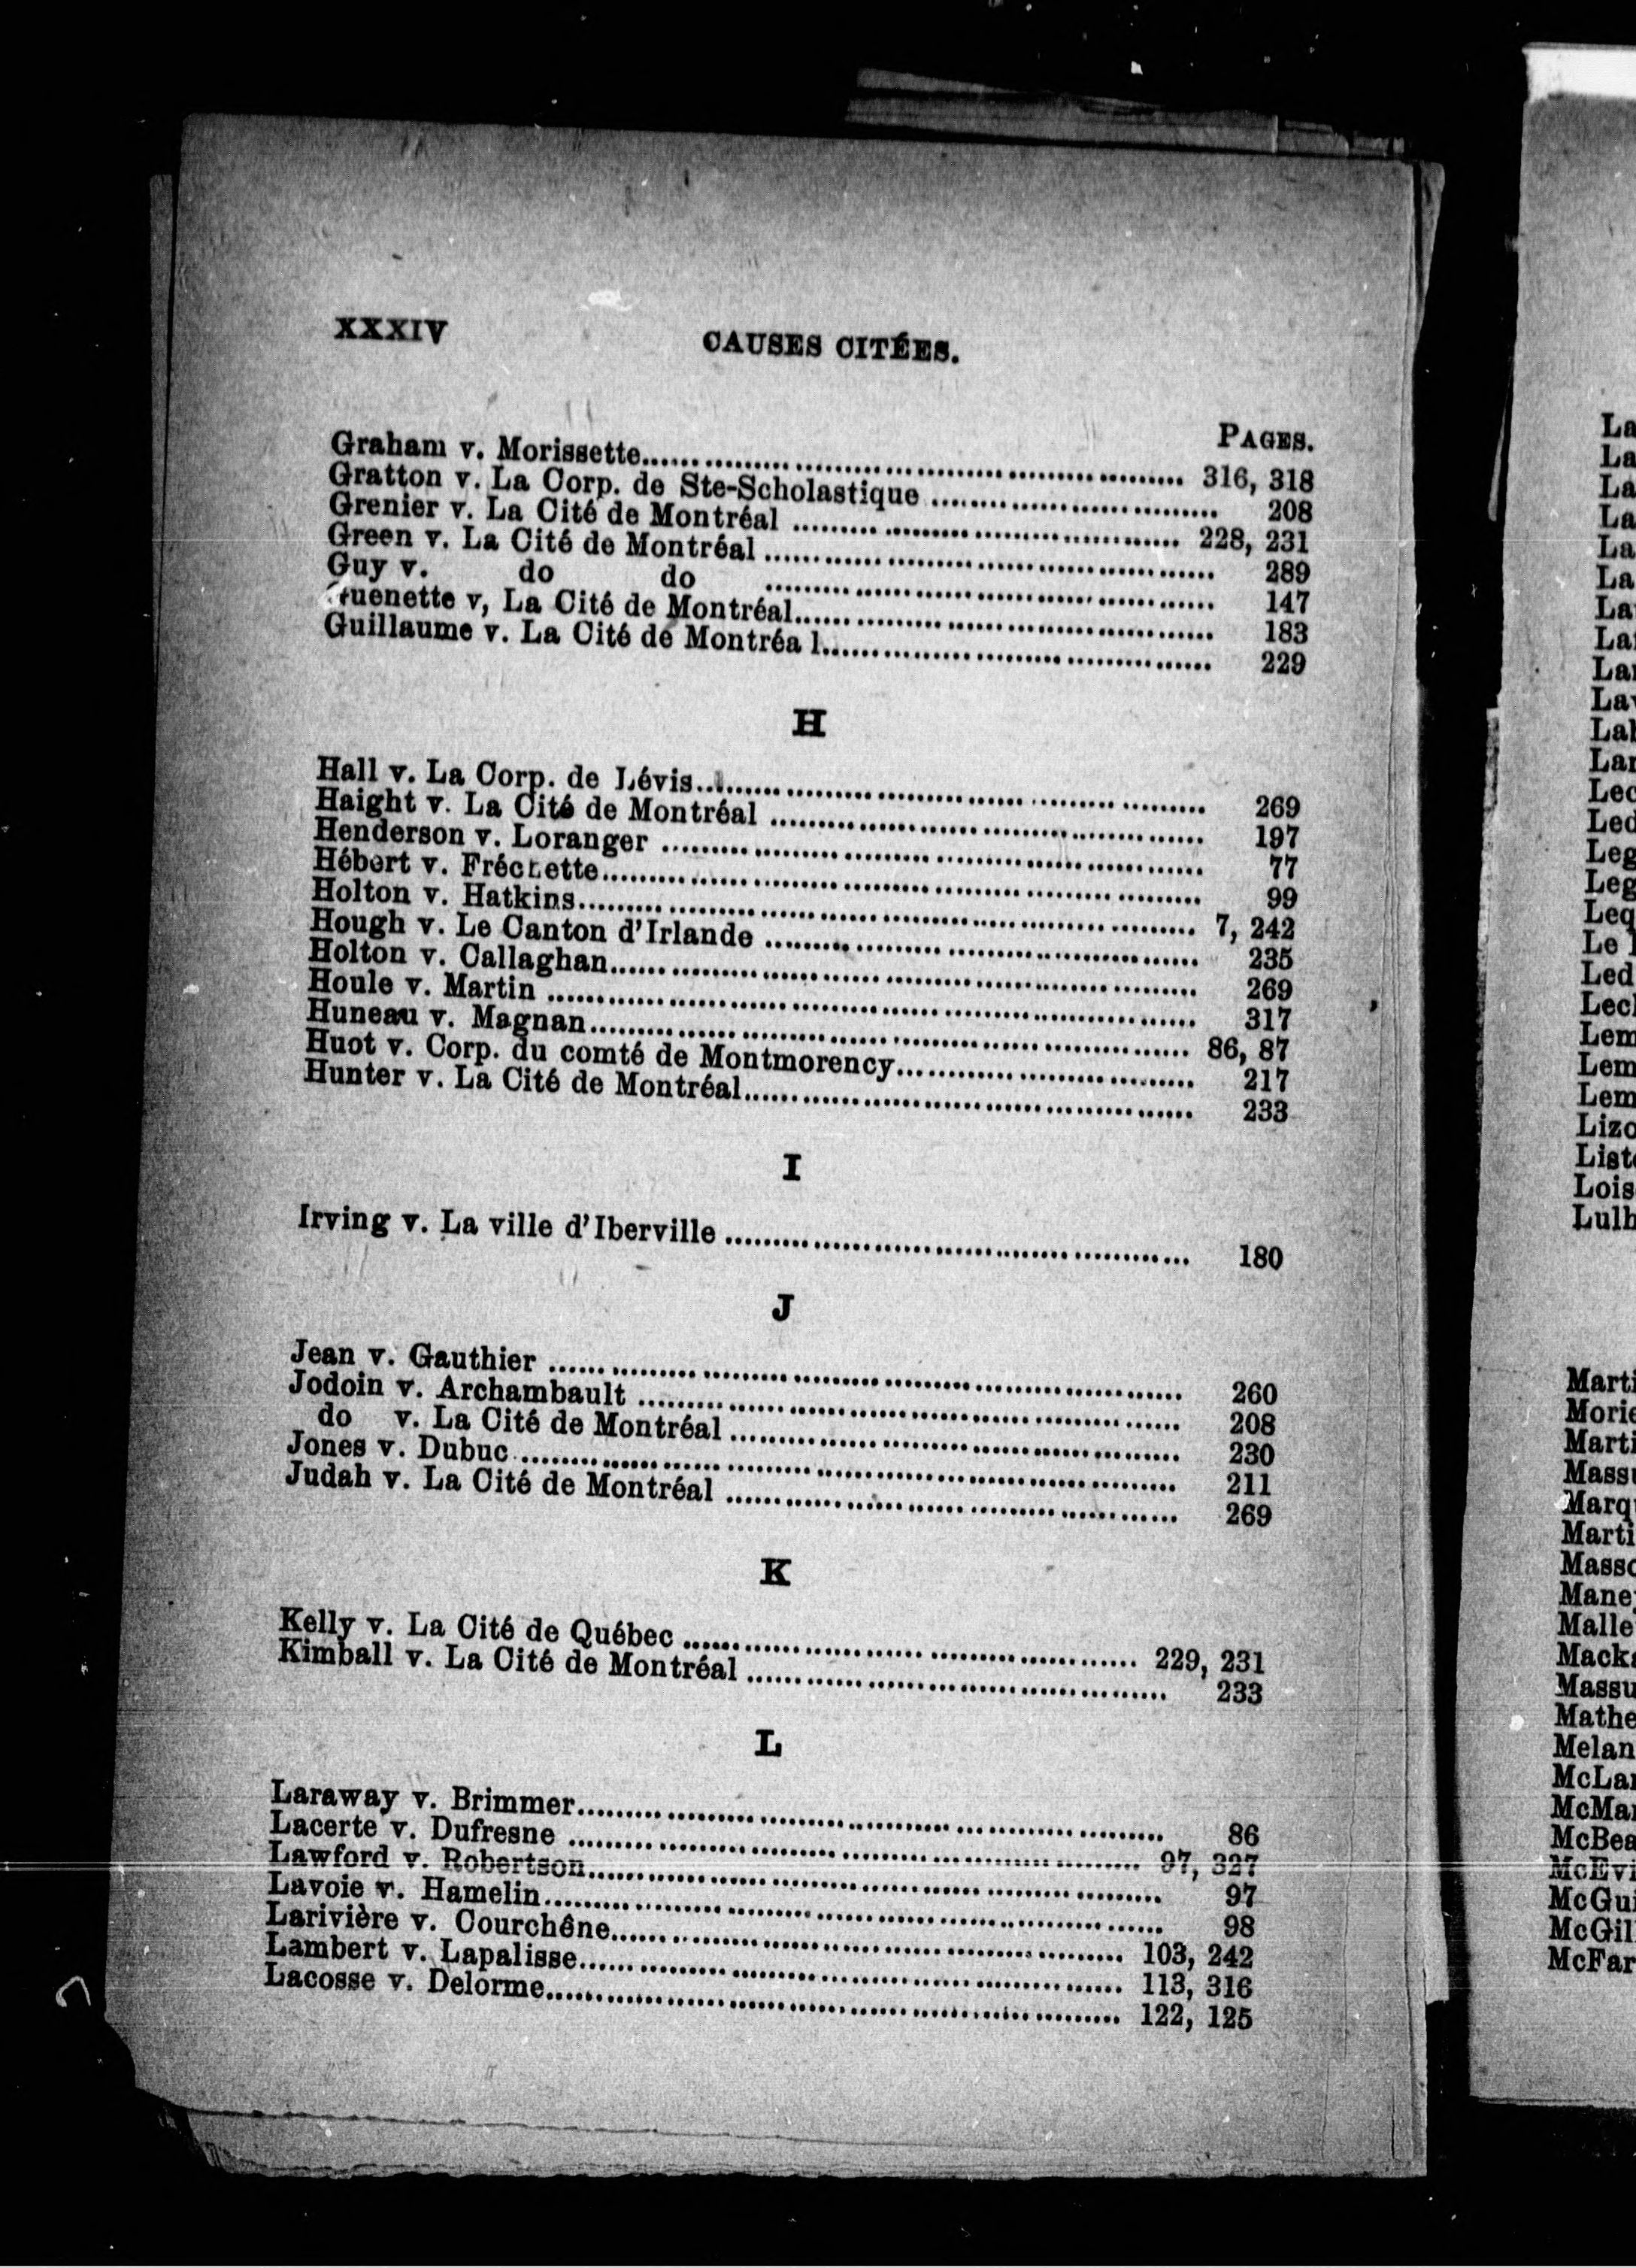 XXXIV
CAUSES CITÉES.
PAGES.
Graham v. Morissette........ 316, 318
Gratton v. La Corp. de Ste-Scholastique ........ 208
Grenier v. La Cité de Montréal ........ 228, 231
Green v. La Cité de Montréal ........ 289
Guy v. do do ........ 147
Guenette v, La Cité de Montréal........ 183
Guillaume v. La Cité de Montréa l........ 229
H
Hall v. La Corp. de Lévis........ 269
Haight v. La Cité de Montréal ........ 197
Henderson v. Loranger ........ 77
Hébert v. Fréchette........ 99
Holton v. Hatkins........ 7, 242
Hough v. Le Canton d'Irlande ........ 235
Holton v. Callaghan........ 269
Houle v. Martin ........ 317
Huneau v. Magnan........ 86, 87
Huot v. Corp. du comté de Montmorency........ 217
Hunter v. La Cité de Montréal........ 233
I
Irving v. La ville d'Iberville ........ 180
J
Jean v. Gauthier ........ 260
Jodoin v. Archambault ........ 208
do v. La Cité de Montréal ........ 230
Jones v. Dubuc ........ 211
Judah v. La Cité de Montréal ........ 269
K
Kelly v. La Cité de Québec ........ 229, 231
Kimball v. La Cité de Montréal ........ 233
L
Laraway v. Brimmer........ 86
Lacerte v. Dufresne ........ 97, 327
Lawford v. Robertson........ 97
Lavoie v. Hamelin........ 98
Larivière v. Courchêne........ 103, 242
Lambert v. Lapalisse........ 113, 316
Lacosse v. Delorme........ 122, 125